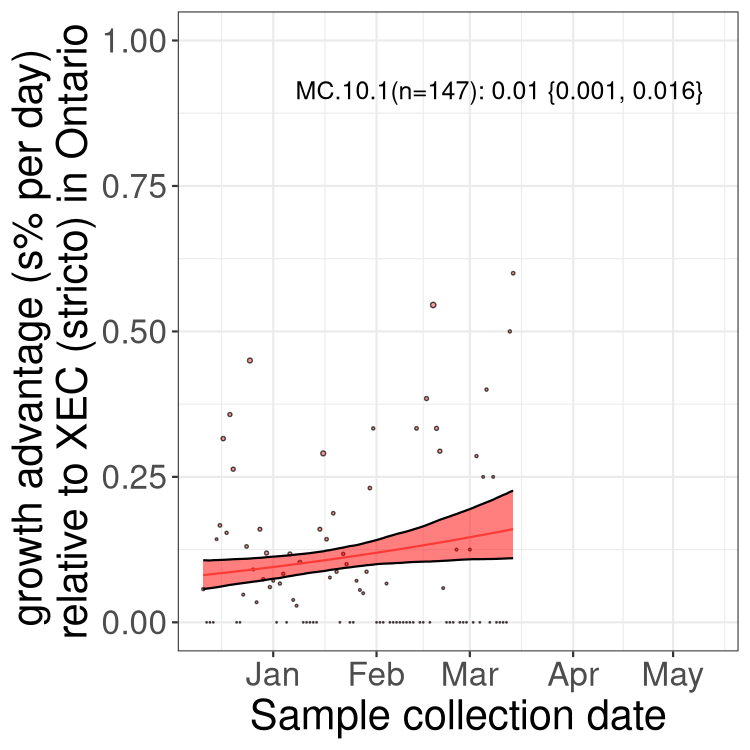 growth advantage (s% per day)
relative to XEC (stricto) in Ontario
1.00
0.75
0.50
0.25
0.00
MC.10.1(n=147): 0.01 {0.001, 0.016}
Jan Feb Mar Apr May
Sample collection date